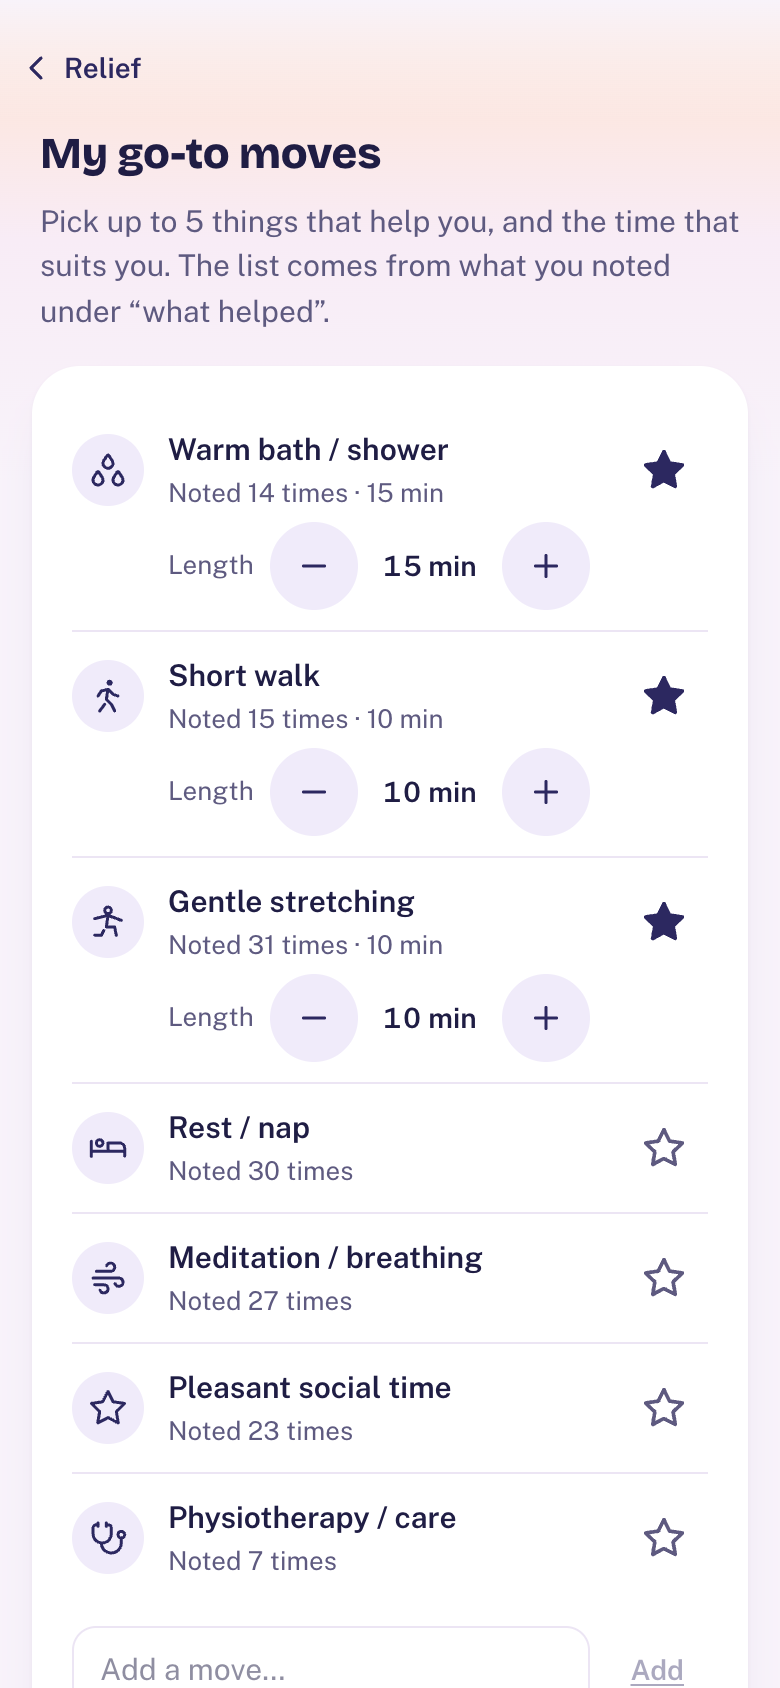 Relief
My go-to moves
Pick up to 5 things that help you, and the time that
suits you. The list comes from what you noted
under “what helped”.
Warm bath / shower
Noted 14 times · 15 min
Length 15 min
Short walk
Noted 15 times · 10 min
Length 10 min
Gentle stretching
Noted 31 times · 10 min
Length 10 min
Rest / nap
Noted 30 times
Meditation / breathing
Noted 27 times
Pleasant social time
Noted 23 times
Physiotherapy / care
Noted 7 times
Add a move... Add